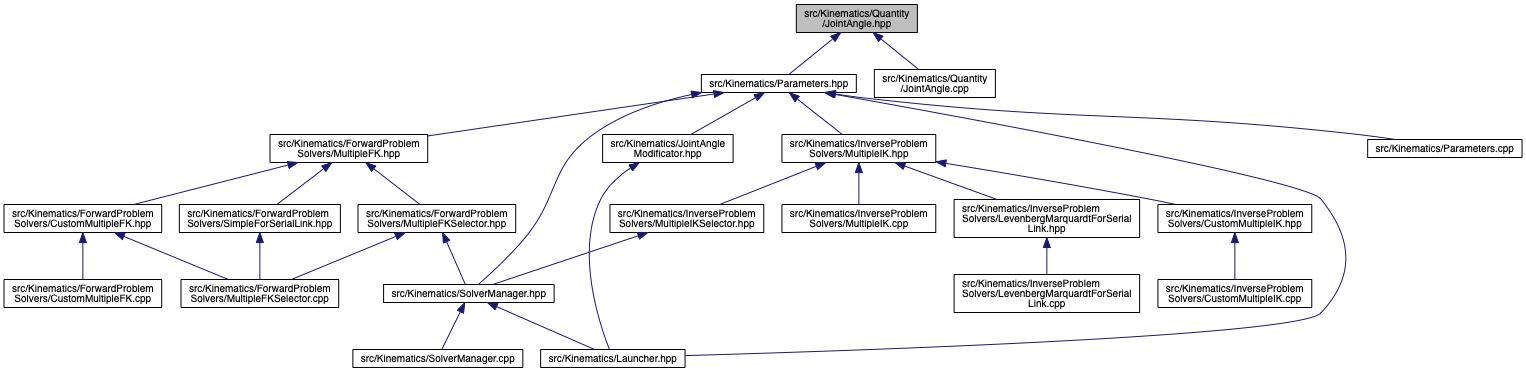 src/Kinematics/Quantity
/JointAngle.hpp
src/Kinematics/Parameters.hpp
src/Kinematics/Quantity
/JointAngle.cpp
src/Kinematics/ForwardProblem
Solvers/MultipleFK.hpp
src/Kinematics/JointAngle
Modificator.hpp
src/Kinematics/InverseProblem
Solvers/MultipleIK.hpp
src/Kinematics/Parameters.cpp
src/Kinematics/ForwardProblem
Solvers/CustomMultipleFK.hpp
src/Kinematics/ForwardProblem
Solvers/SimpleForSerialLink.hpp
src/Kinematics/ForwardProblem
Solvers/MultipleFKSelector.hpp
src/Kinematics/InverseProblem
Solvers/MultipleIKSelector.hpp
src/Kinematics/InverseProblem
Solvers/MultipleIK.cpp
src/Kinematics/InverseProblem
Solvers/LevenbergMarquardtForSerial
Link.hpp
src/Kinematics/InverseProblem
Solvers/CustomMultipleIK.hpp
src/Kinematics/ForwardProblem
Solvers/CustomMultipleFK.cpp
src/Kinematics/ForwardProblem
Solvers/MultipleFKSelector.cpp
src/Kinematics/SolverManager.hpp
src/Kinematics/InverseProblem
Solvers/LevenbergMarquardtForSerial
Link.cpp
src/Kinematics/InverseProblem
Solvers/CustomMultipleIK.cpp
src/Kinematics/SolverManager.cpp
src/Kinematics/Launcher.hpp